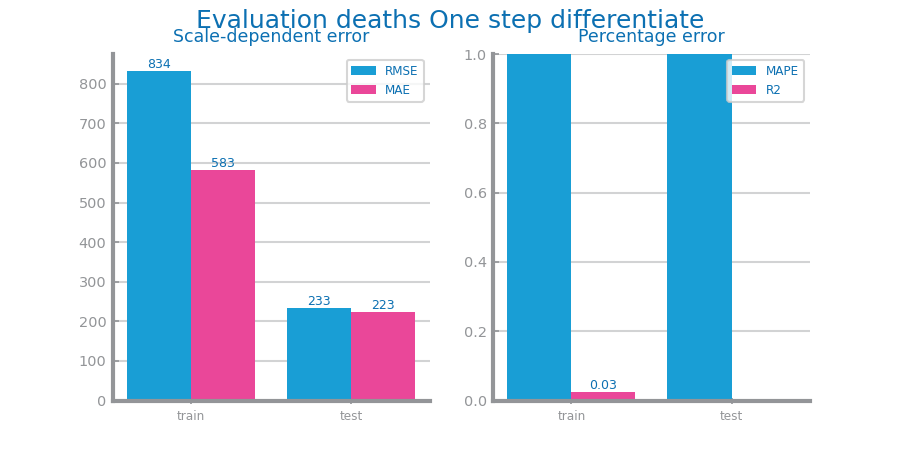 Evaluation deaths One step differentiate
Scale-dependent error
834
583
233
223
RMSE
MAE
800
700
600
500
400
300
200
100
0
train
test
Percentage error
0.03
MAPE
R2
1.0
0.8
0.6
0.4
0.2
0.0
train
test